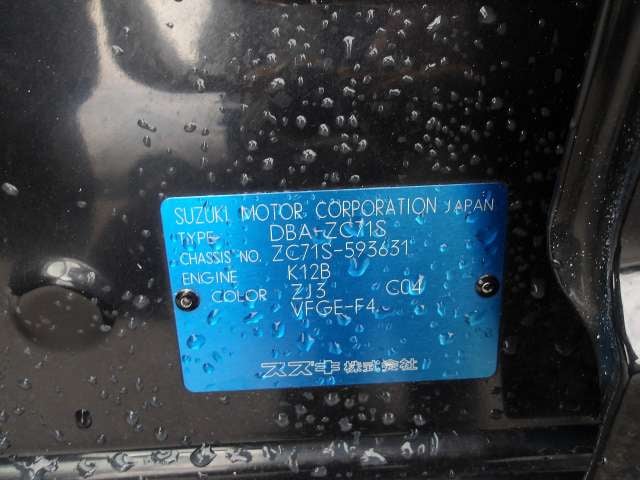 SUZUKI MOTOR CORPORATION JAPAN
TYPE DBA-ZC71S
CHASSIS NO. ZC71S-593631
ENGINE K12B
COLOR ZJ3 C04
VFGE-F4
スズキ株式会社